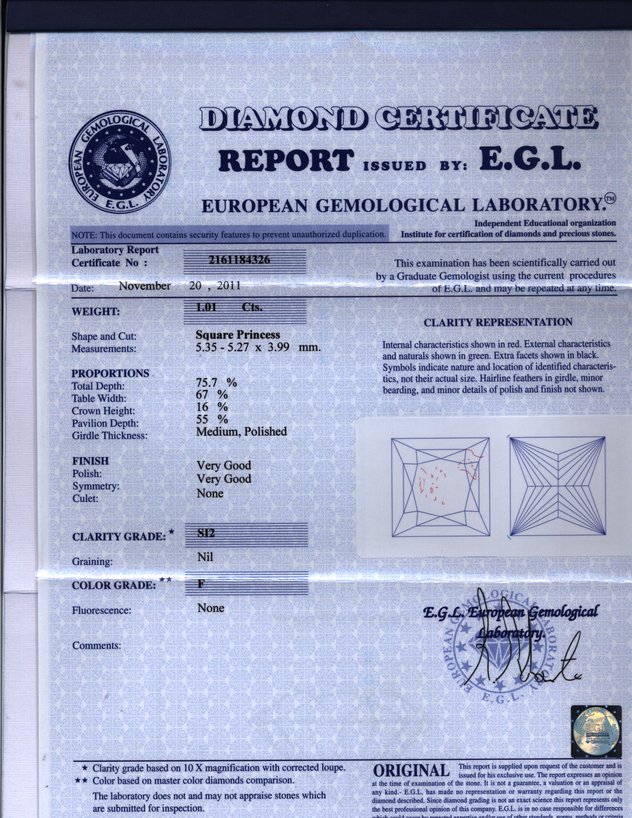 EUROPEAN GEMOLOGICAL LABORATORY
E.G.L.
DIAMOND CERTIFICATE
REPORT ISSUED BY: E.G.L.
EUROPEAN GEMOLOGICAL LABORATORY.™
Independent Educational organization
NOTE: This document contains security features to prevent unauthorized duplication. Institute for certification of diamonds and precious stones.
Laboratory Report
Certificate No : 2161184326
Date: November 20 , 2011
This examination has been scientifically carried out
by a Graduate Gemologist using the current procedures
of E.G.L. and may be repeated at any time.
WEIGHT: 1.01 Cts.
Shape and Cut: Square Princess
Measurements: 5.35 - 5.27 x 3.99 mm.
PROPORTIONS
Total Depth: 75.7 %
Table Width: 67 %
Crown Height: 16 %
Pavilion Depth: 55 %
Girdle Thickness: Medium, Polished
FINISH
Polish: Very Good
Symmetry: Very Good
Culet: None
CLARITY GRADE: ★ SI2
Graining: Nil
COLOR GRADE: ★★ F
Fluorescence: None
Comments:
CLARITY REPRESENTATION
Internal characteristics shown in red. External characteristics
and naturals shown in green. Extra facets shown in black.
Symbols indicate nature and location of identified characteris-
tics, not their actual size. Hairline feathers in girdle, minor
bearding, and minor details of polish and finish not shown.
E.G.L. European Gemological
Laboratory.
EUROPEAN GEMOLOGICAL LABORATORY
E.G.L.
★ Clarity grade based on 10 X magnification with corrected loupe.
★★ Color based on master color diamonds comparison.
The laboratory does not and may not appraise stones which
are submitted for inspection.
ORIGINAL This report is supplied upon request of the customer and is
issued for his exclusive use. The report expresses an opinion
at the time of examination of the stone. It is not a guarantee, a valuation or an appraisal of
any kind.- E.G.L. has made no representation or warranty regarding this report or the
diamond described. Since diamond grading is not an exact science this report represents only
the best professional opinion of this company. E.G.L. is in no case responsible for differences